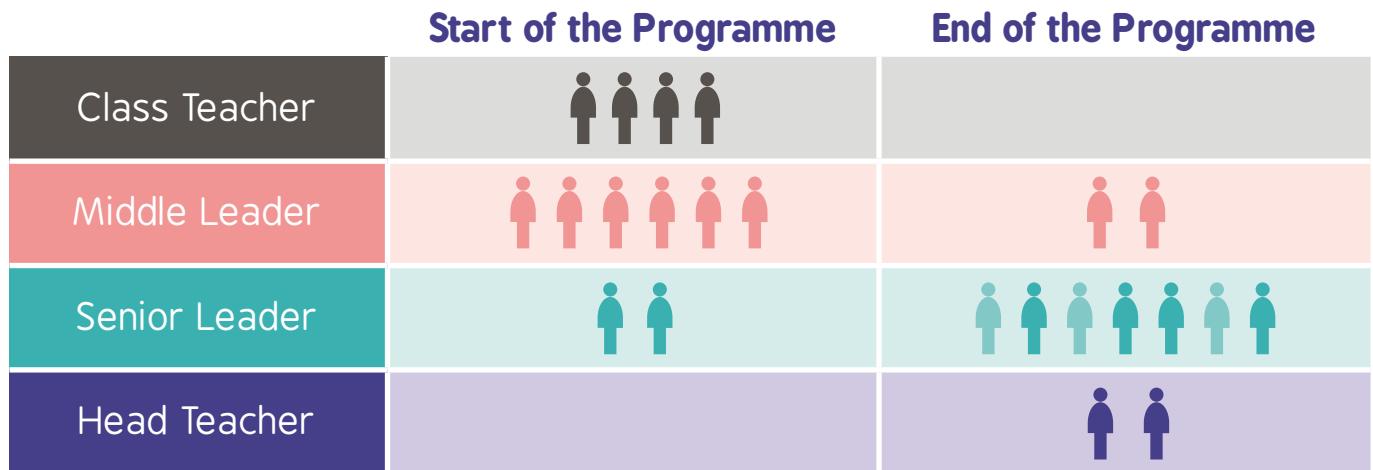 Start of the Programme
End of the Programme
Class Teacher
Middle Leader
Senior Leader
Head Teacher